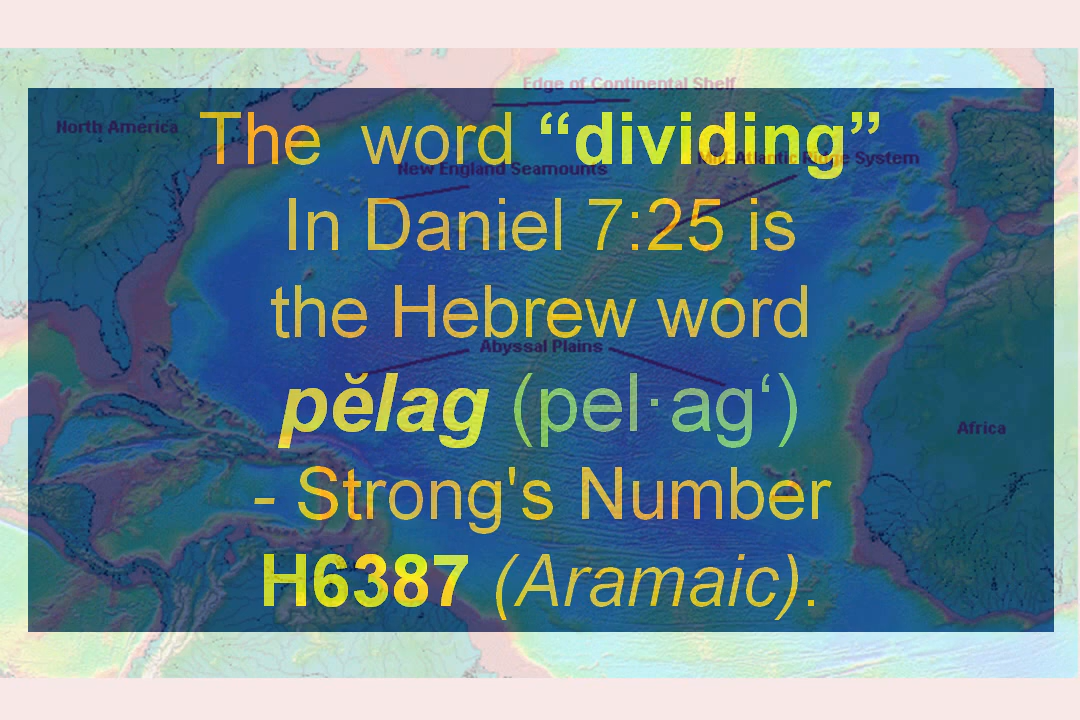 Edge of Continental Shelf
North America
The word “dividing”
New England Seamounts
Mid-Atlantic Ridge System
In Daniel 7:25 is
the Hebrew word
Abyssal Plains
pĕlag (pel·ag‘)
Africa
- Strong's Number
H6387 (Aramaic).